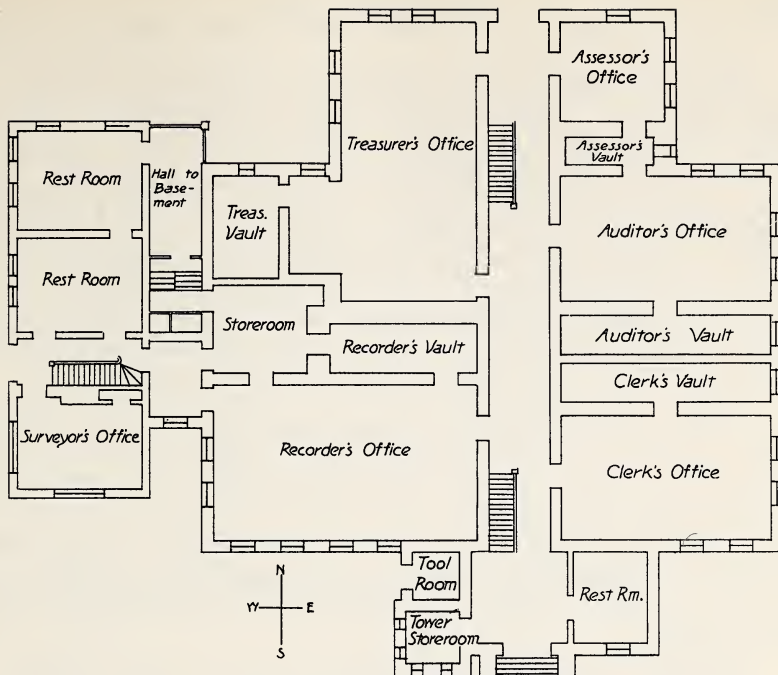 Assessor's
Office
Treasurer's Office
Assessor's
Vault
Rest Room
Hall to
Base-
ment
Treas.
Vault
Auditor's Office
Rest Room
Storeroom
Recorder's Vault
Auditor's Vault
Clerk's Vault
Surveyor's Office
Recorder's Office
Clerk's Office
Tool
Room
Rest Rm.
Tower
Storeroom
N
W E
S